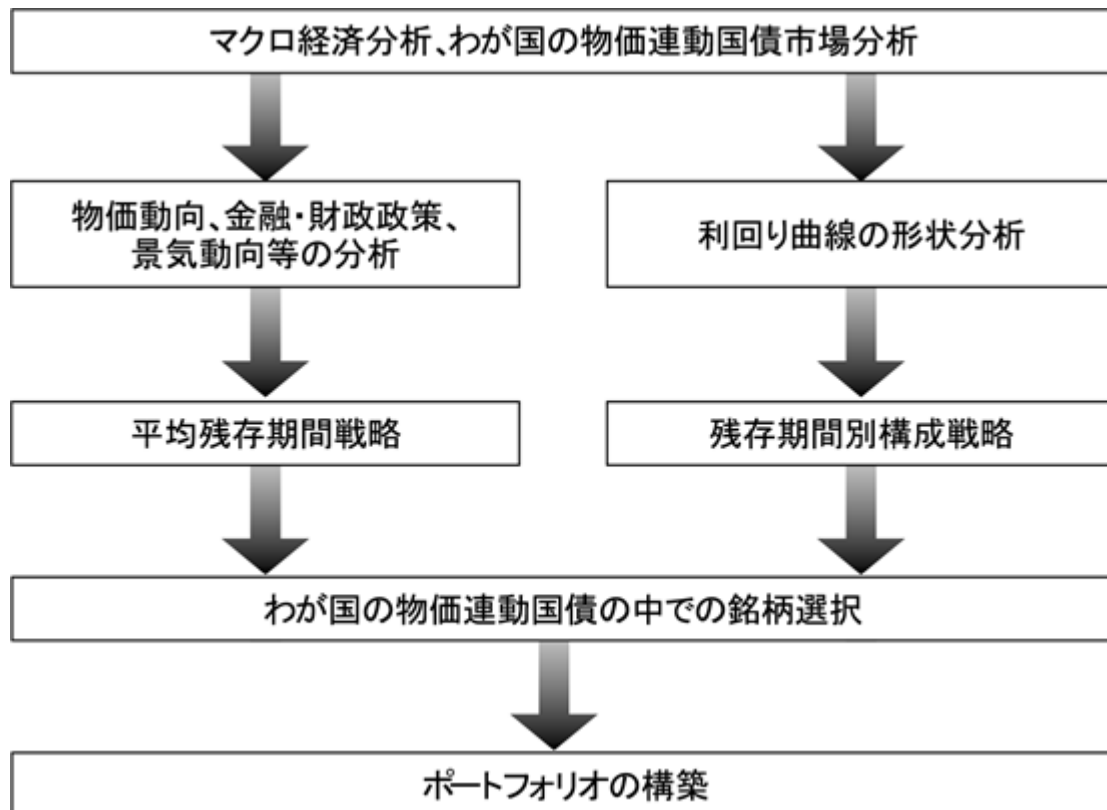 マクロ経済分析、わが国の物価連動国債市場分析
物価動向、金融・財政政策、
景気動向等の分析
利回り曲線の形状分析
平均残存期間戦略
残存期間別構成戦略
わが国の物価連動国債の中での銘柄選択
ポートフォリオの構築